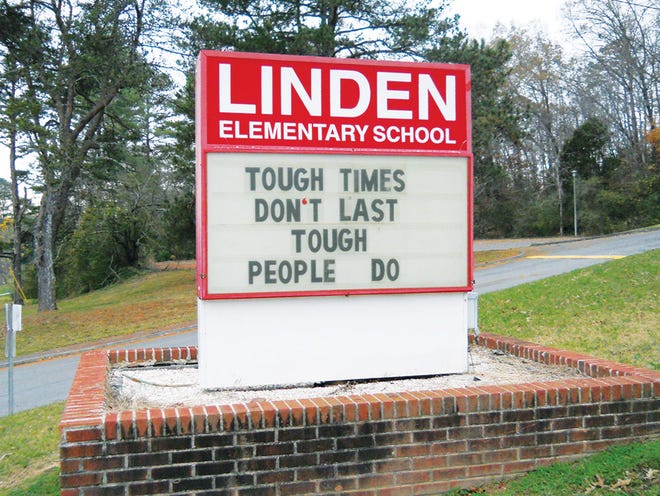 LINDEN
ELEMENTARY SCHOOL
TOUGH TIMES
DON'T LAST
TOUGH
PEOPLE DO